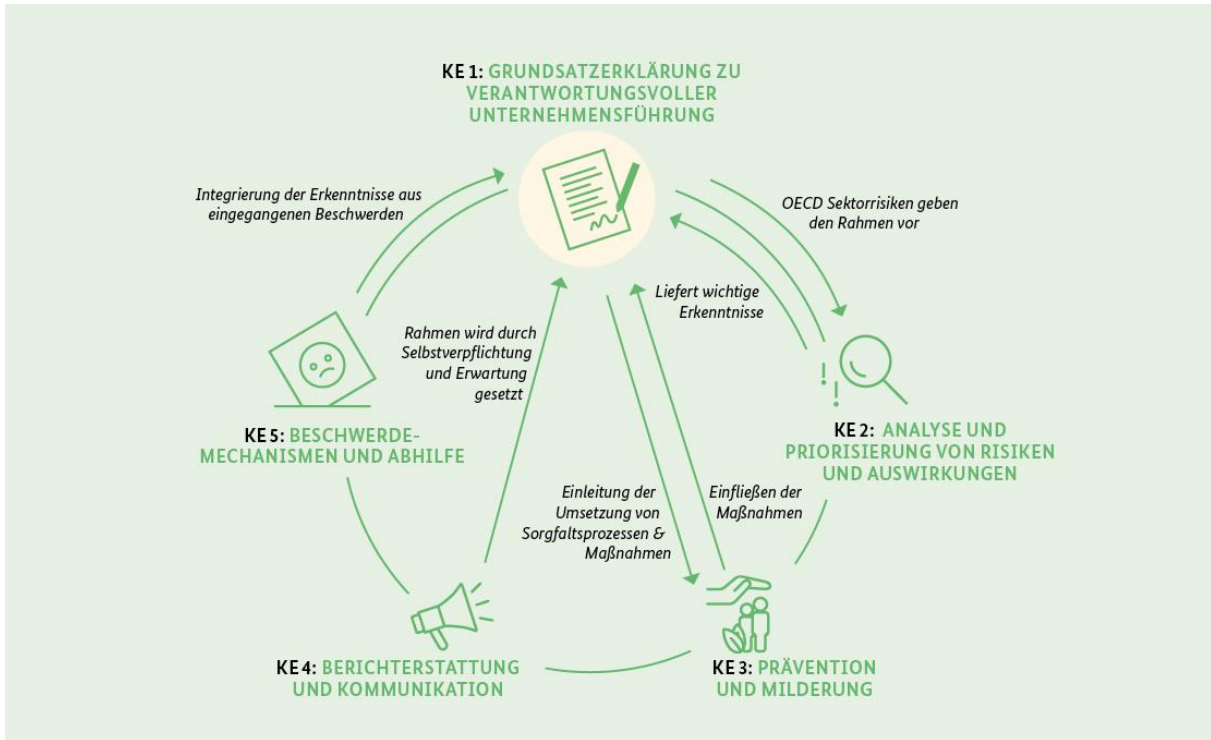 KE 1: GRUNDSATZERKLÄRUNG ZU
VERANTWORTUNGSVOLLER
UNTERNEHMENSFÜHRUNG
Integrierung der Erkenntnisse aus
eingegangenen Beschwerden
OECD Sektorrisiken geben
den Rahmen vor
Liefert wichtige
Erkenntnisse
Rahmen wird durch
Selbstverpflichtung
und Erwartung
gesetzt
KE 5: BESCHWERDE-
MECHANISMEN UND ABHILFE
KE 2: ANALYSE UND
PRIORISIERUNG VON RISIKEN
UND AUSWIRKUNGEN
Einleitung der
Umsetzung von
Sorgfaltsprozessen &
Maßnahmen
Einfließen der
Maßnahmen
KE 4: BERICHTERSTATTUNG
UND KOMMUNIKATION
KE 3: PRÄVENTION
UND MILDERUNG